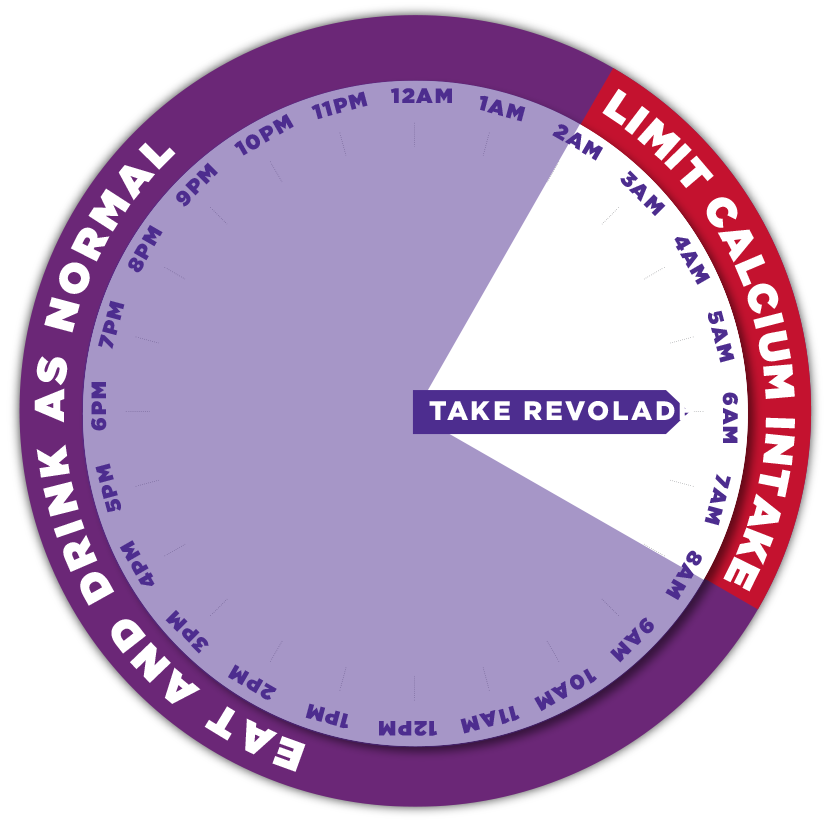 LIMIT CALCIUM INTAKE
EAT AND DRINK AS NORMAL
12AM
1AM
2AM
3AM
4AM
5AM
6AM
7AM
8AM
9AM
10AM
11AM
12PM
1PM
2PM
3PM
4PM
5PM
6PM
7PM
8PM
9PM
10PM
11PM
TAKE REVOLADE